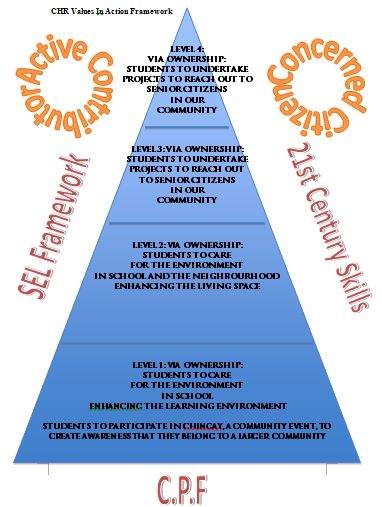 CHR Values In Action Framework
Active Contributor
Concerned Citizen
LEVEL 4:
VIA OWNERSHIP:
STUDENTS TO UNDERTAKE
PROJECTS TO REACH OUT TO
SENIOR CITIZENS
IN OUR
COMMUNITY
LEVEL 3: VIA OWNERSHIP:
STUDENTS TO UNDERTAKE
PROJECTS TO REACH OUT
TO SENIOR CITIZENS
IN OUR
COMMUNITY
SEL Framework
21st Century Skills
LEVEL 2: VIA OWNERSHIP:
STUDENTS TO CARE
FOR THE ENVIRONMENT
IN SCHOOL AND THE NEIGHBOURHOOD
ENHANCING THE LIVING SPACE
LEVEL 1: VIA OWNERSHIP:
STUDENTS TO CARE
FOR THE ENVIRONMENT
IN SCHOOL
ENHANCING THE LEARNING ENVIRONMENT
STUDENTS TO PARTICIPATE IN CHINGAY, A COMMUNITY EVENT, TO
CREATE AWARENESS THAT THEY BELONG TO A LARGER COMMUNITY
C.P.F